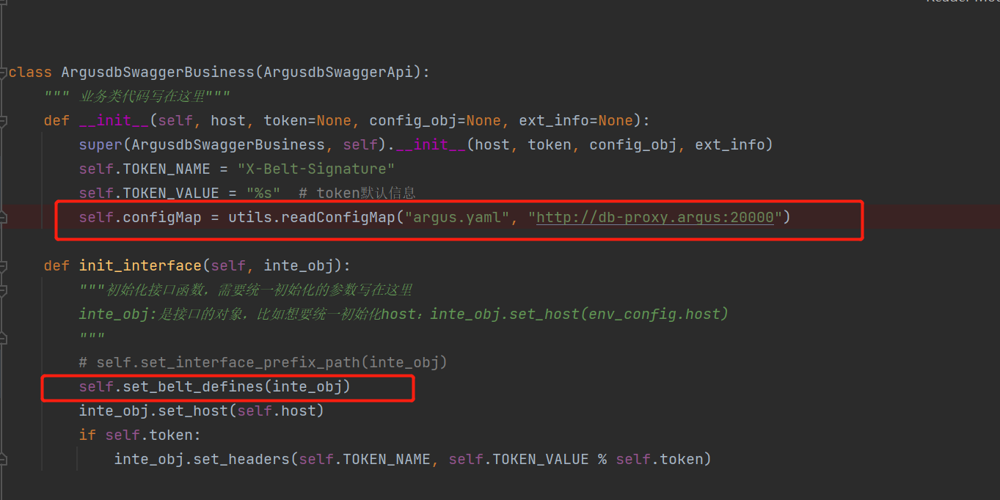 class ArgusdbSwaggerBusiness(ArgusdbSwaggerApi):
""" 业务类代码写在这里"""
def __init__(self, host, token=None, config_obj=None, ext_info=None):
super(ArgusdbSwaggerBusiness, self).__init__(host, token, config_obj, ext_info)
self.TOKEN_NAME = "X-Belt-Signature"
self.TOKEN_VALUE = "%s"  # token默认信息
self.configMap = utils.readConfigMap("argus.yaml", "http://db-proxy.argus:20000")
def init_interface(self, inte_obj):
"""初始化接口函数，需要统一初始化的参数写在这里
inte_obj:是接口的对象，比如想要统一初始化host：inte_obj.set_host(env_config.host)
"""
# self.set_interface_prefix_path(inte_obj)
self.set_belt_defines(inte_obj)
inte_obj.set_host(self.host)
if self.token:
inte_obj.set_headers(self.TOKEN_NAME, self.TOKEN_VALUE % self.token)